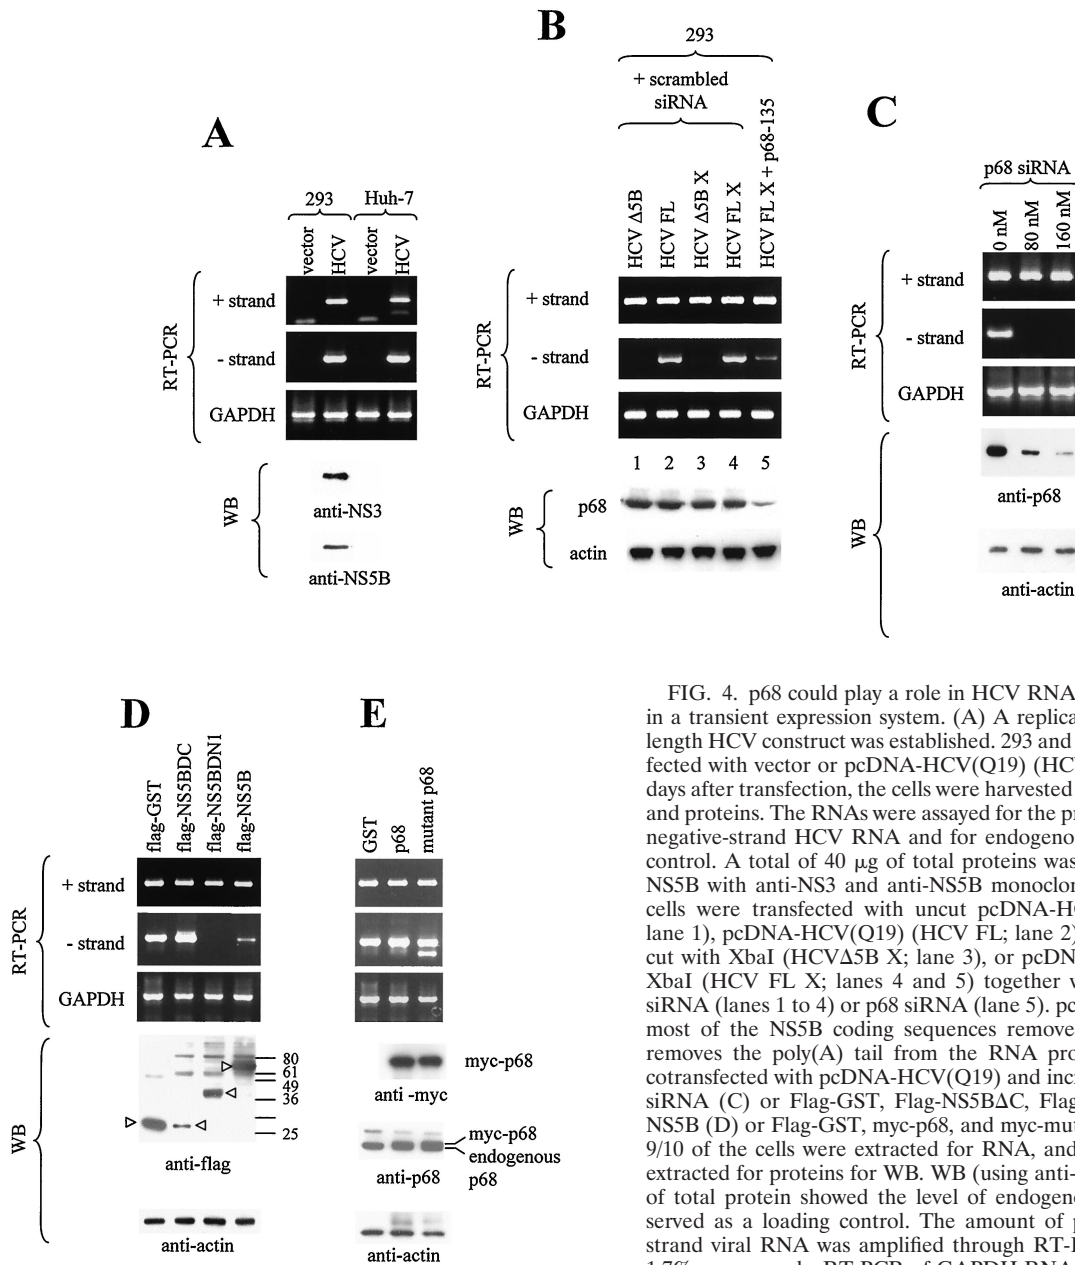 A
293 Huh-7
vector
HCV
vector
HCV
RT-PCR
+ strand
- strand
GAPDH
WB
anti-NS3
anti-NS5B
B
293
+ scrambled
siRNA
HCV Δ5B
HCV FL
HCV Δ5B X
HCV FL X
HCV FL X + p68-135
RT-PCR
+ strand
- strand
GAPDH
1 2 3 4 5
WB
p68
actin
C
p68 siRNA
0 nM
80 nM
160 nM
RT-PCR
+ strand
- strand
GAPDH
WB
anti-p68
anti-actin
D
flag-GST
flag-NS5BDC
flag-NS5BDN1
flag-NS5B
RT-PCR
+ strand
- strand
GAPDH
WB
80
61
49
36
25
anti-flag
anti-actin
E
GST
p68
mutant p68
myc-p68
anti -myc
myc-p68
endogenous
p68
anti-p68
anti-actin
FIG. 4. p68 could play a role in HCV RNA
in a transient expression system. (A) A replica
length HCV construct was established. 293 and
fected with vector or pcDNA-HCV(Q19) (HCV
days after transfection, the cells were harvested
and proteins. The RNAs were assayed for the pr
negative-strand HCV RNA and for endogeno
control. A total of 40 μg of total proteins was
NS5B with anti-NS3 and anti-NS5B monoclon
cells were transfected with uncut pcDNA-H
lane 1), pcDNA-HCV(Q19) (HCV FL; lane 2)
cut with XbaI (HCVΔ5B X; lane 3), or pcDN
XbaI (HCV FL X; lanes 4 and 5) together w
siRNA (lanes 1 to 4) or p68 siRNA (lane 5). pc
most of the NS5B coding sequences remove
removes the poly(A) tail from the RNA pro
cotransfected with pcDNA-HCV(Q19) and incr
siRNA (C) or Flag-GST, Flag-NS5BΔC, Flag
NS5B (D) or Flag-GST, myc-p68, and myc-mut
9/10 of the cells were extracted for RNA, and
extracted for proteins for WB. WB (using anti-
of total protein showed the level of endogen
served as a loading control. The amount of p
strand viral RNA was amplified through RT-